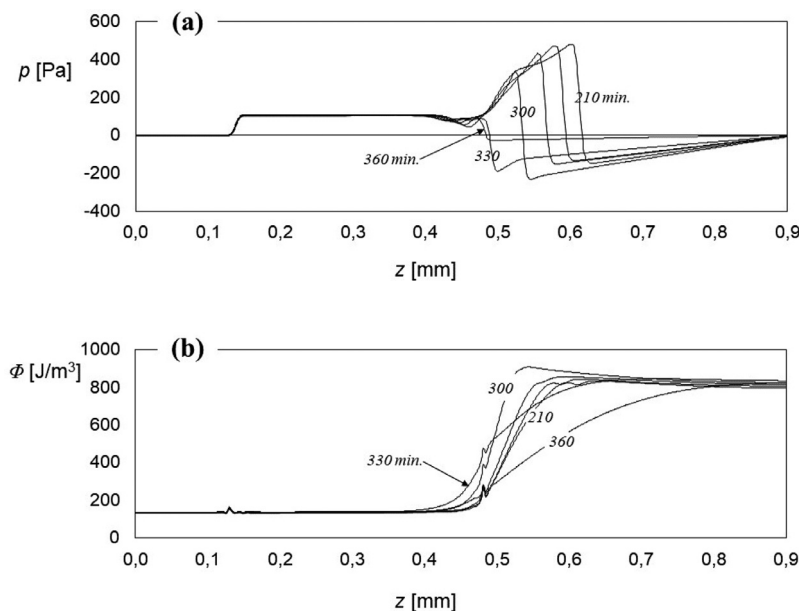 (a)
600
400
200
0
-200
-400
p [Pa]
210 min.
300
330
360 min.
0,0 0,1 0,2 0,3 0,4 0,5 0,6 0,7 0,8 0,9
z [mm]
(b)
1000
800
600
400
200
0
Φ [J/m³]
300
210
360
330 min.
0,0 0,1 0,2 0,3 0,4 0,5 0,6 0,7 0,8 0,9
z [mm]